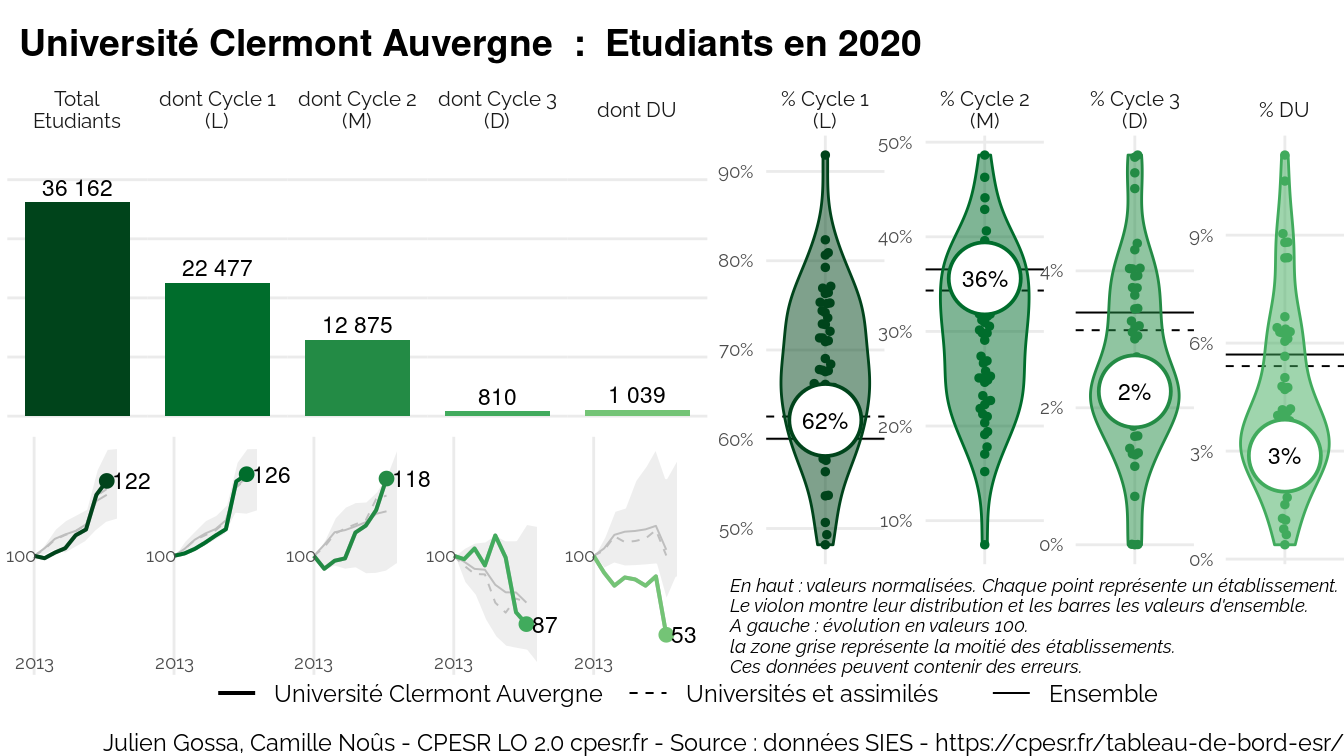 Université Clermont Auvergne : Etudiants en 2020
Total
Etudiants
dont Cycle 1
(L)
dont Cycle 2
(M)
dont Cycle 3
(D)
dont DU
36 162
22 477
12 875
810
1 039
122
100
2013
126
100
2013
118
100
2013
87
100
2013
53
100
2013
% Cycle 1
(L)
90%
80%
70%
60%
50%
62%
% Cycle 2
(M)
50%
40%
30%
20%
10%
36%
% Cycle 3
(D)
4%
2%
0%
2%
% DU
9%
6%
3%
0%
3%
En haut : valeurs normalisées. Chaque point représente un établissement.
Le violon montre leur distribution et les barres les valeurs d'ensemble.
A gauche : évolution en valeurs 100.
la zone grise représente la moitié des établissements.
Ces données peuvent contenir des erreurs.
Université Clermont Auvergne Universités et assimilés Ensemble
Julien Gossa, Camille Noûs - CPESR LO 2.0 cpesr.fr - Source : données SIES - https://cpesr.fr/tableau-de-bord-esr/